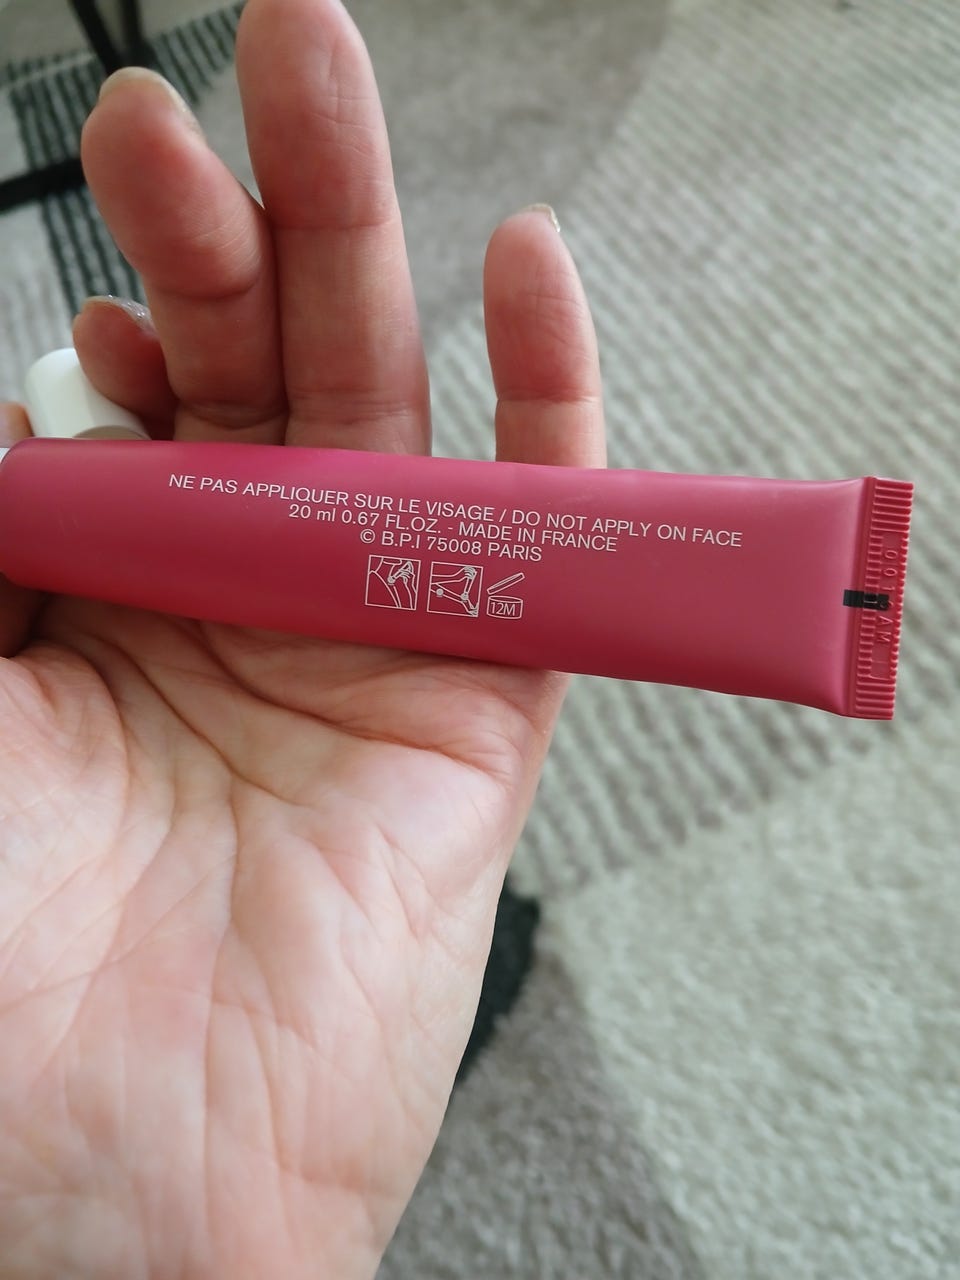 NE PAS APPLIQUER SUR LE VISAGE / DO NOT APPLY ON FACE
20 ml 0.67 FL.OZ. - MADE IN FRANCE
© B.P.I 75008 PARIS
12M